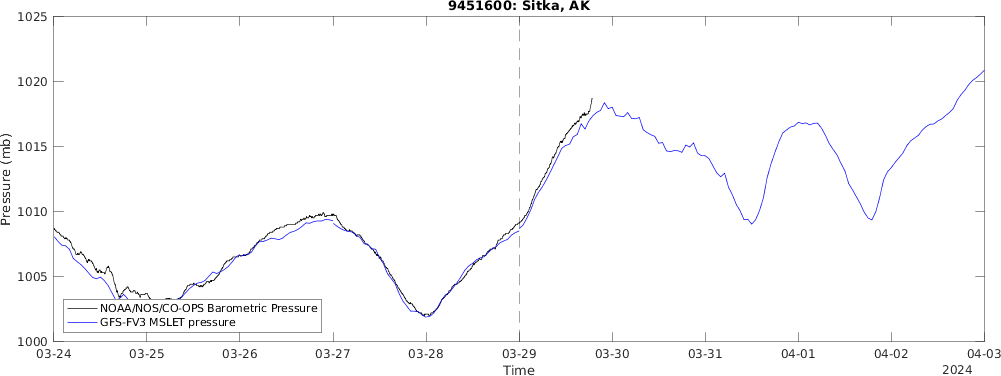 9451600: Sitka, AK
Pressure (mb)
1025
1020
1015
1010
1005
1000
NOAA/NOS/CO-OPS Barometric Pressure
GFS-FV3 MSLET pressure
03-24 03-25 03-26 03-27 03-28 03-29 03-30 03-31 04-01 04-02 04-03
Time
2024